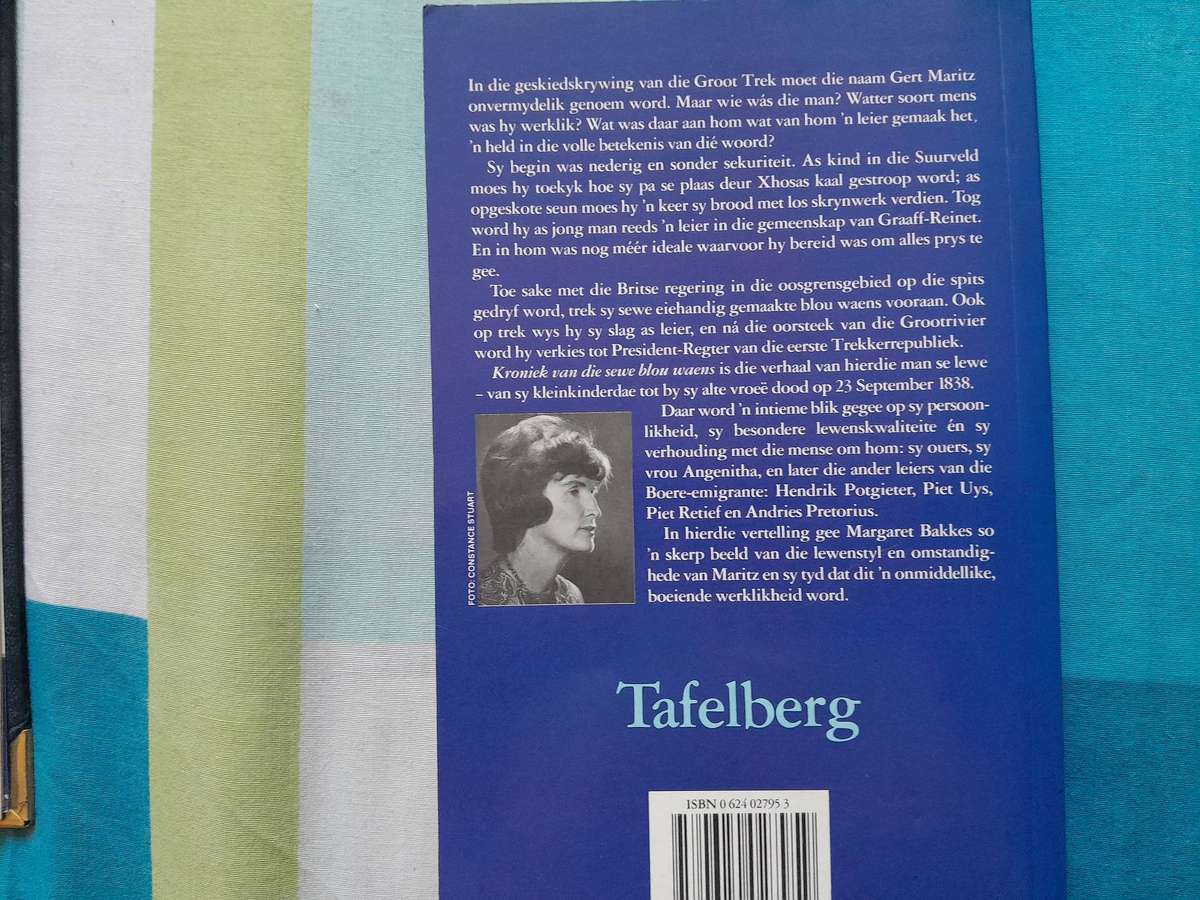 In die geskiedskrywing van die Groot Trek moet die naam Gert Maritz
onvermydelik genoem word. Maar wie wás die man? Watter soort mens
was hy werklik? Wat was daar aan hom wat van hom ’n leier gemaak het,
’n held in die volle betekenis van dié woord?
Sy begin was nederig en sonder sekuriteit. As kind in die Suurveld
moes hy toekyk hoe sy pa se plaas deur Xhosas kaal gestroop word; as
opgeskote seun moes hy ’n keer sy brood met los skrynwerk verdien. Tog
word hy as jong man reeds ’n leier in die gemeenskap van Graaff-Reinet.
En in hom was nog méér ideale waarvoor hy bereid was om alles prys te
gee.
Toe sake met die Britse regering in die oosgrensgebied op die spits
gedryf word, trek sy sewe eiehandig gemaakte blou waens vooraan. Ook
op trek wys hy sy slag as leier, en ná die oorsteek van die Grootrivier
word hy verkies tot President-Regter van die eerste Trekkerrepubliek.
Kroniek van die sewe blou waens is die verhaal van hierdie man se lewe
– van sy kleinkinderdae tot by sy alte vroeë dood op 23 September 1838.
Daar word ’n intieme blik gegee op sy persoon-
likheid, sy besondere lewenskwaliteite én sy
verhouding met die mense om hom: sy ouers, sy
vrou Angenitha, en later die ander leiers van die
Boere-emigrante: Hendrik Potgieter, Piet Uys,
Piet Retief en Andries Pretorius.
In hierdie vertelling gee Margaret Bakkes so
’n skerp beeld van die lewenstyl en omstandig-
hede van Maritz en sy tyd dat dit ’n onmiddellike,
boeiende werklikheid word.
FOTO: CONSTANCE STUART
Tafelberg
ISBN 0 624 02795 3